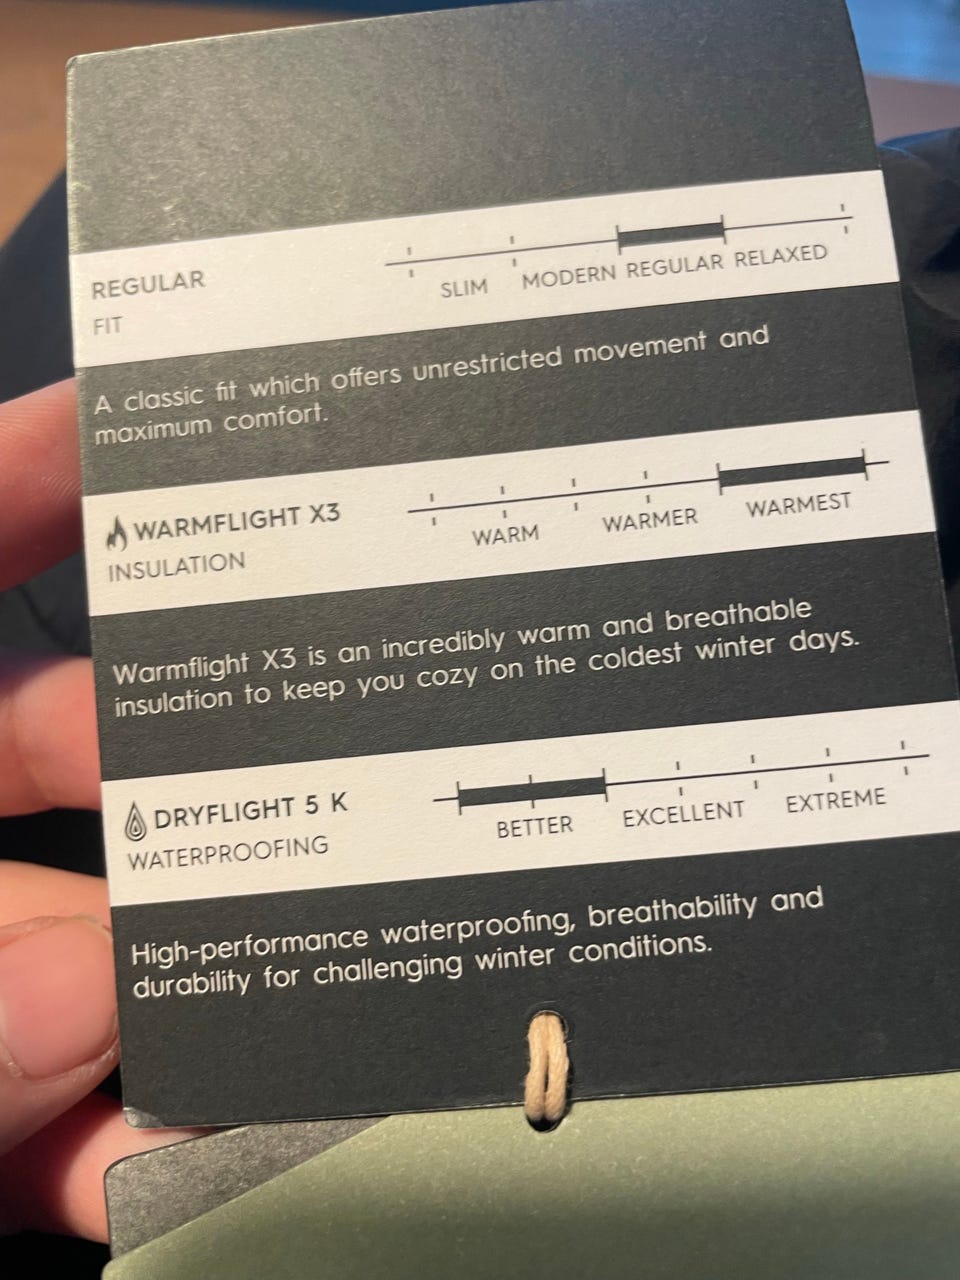 REGULAR
FIT
SLIM MODERN REGULAR RELAXED
A classic fit which offers unrestricted movement and
maximum comfort.
WARMFLIGHT X3
INSULATION
WARM WARMER WARMEST
Warmflight X3 is an incredibly warm and breathable
insulation to keep you cozy on the coldest winter days.
DRYFLIGHT 5 K
WATERPROOFING
BETTER EXCELLENT EXTREME
High-performance waterproofing, breathability and
durability for challenging winter conditions.